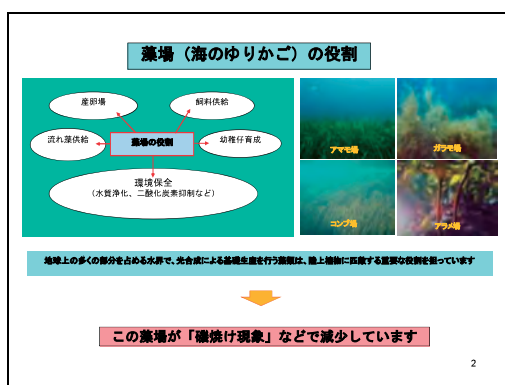 藻場（海のゆりかご）の役割
産卵場
飼料供給
流れ藻供給
藻場の役割
幼稚仔育成
環境保全
（水質浄化、二酸化炭素抑制など）
アマモ場
ガラモ場
コンブ場
アラメ場
地球上の多くの部分を占める水界で、光合成による基礎生産を行う藻類は、陸上植物に匹敵する重要な役割を担っています
この藻場が「磯焼け現象」などで減少しています
2